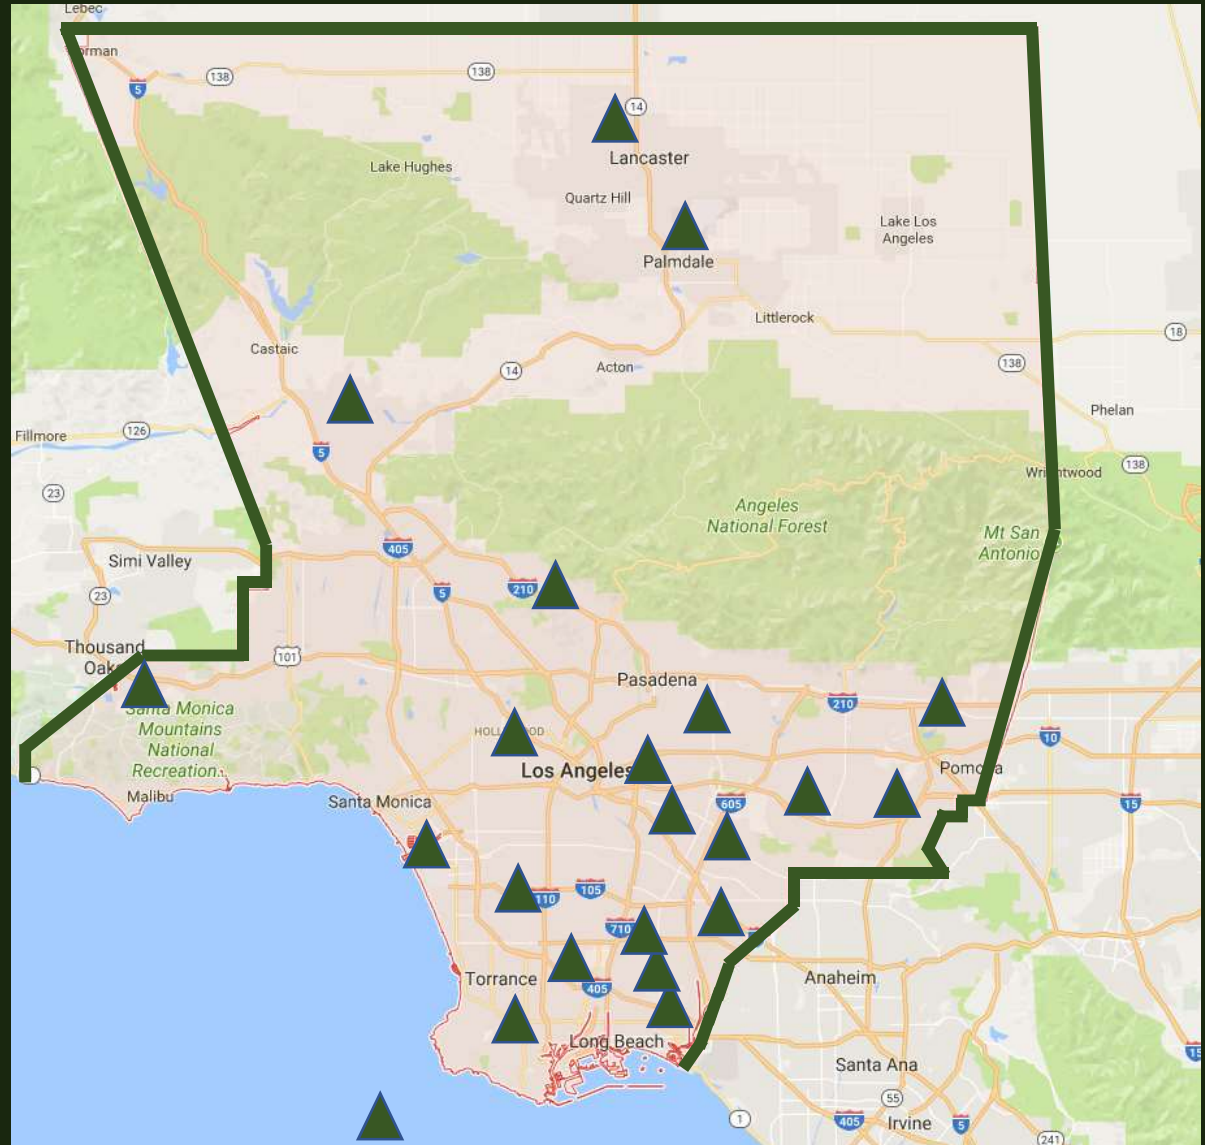 Lebec
orman
138
138
5
14
Lancaster
Lake Hughes
Quartz Hill
Lake Los
Angeles
Palmdale
Littlerock
18
Castaic
14
Acton
138
Phelan
Fillmore
126
5
138
Wrightwood
23
Angeles
National Forest
Mt San
Antonio
405
Simi Valley
5
210
23
Thousand
Oaks
101
Pasadena
210
Santa Monica
Mountains
National
Recreation..
HOLLYWOOD
10
Los Angeles
Pomona
Malibu
Santa Monica
605
15
110
105
710
Torrance
405
Anaheim
Long Beach
15
Santa Ana
55
1
405
Irvine
5
241